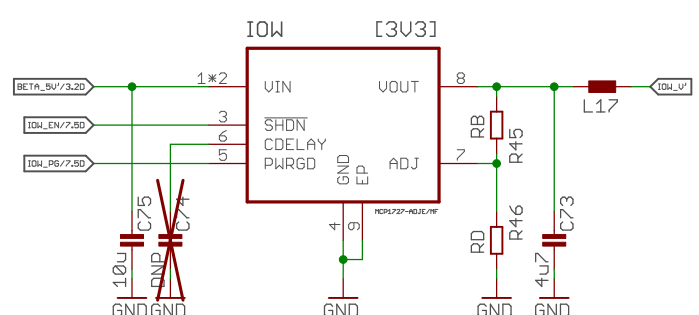 IOW [3V3]
BETA_5V'/3.2D 1*2 VIN VOUT 8 IOW_V'
L17
IOW_EN/7.5D 3 SHDN
6 CDELAY
IOW_PG/7.5D 5 PWRGD ADJ 7
GND EP
MCP1727-ADJE/MF
4 9
RB R45
RD R46
C75 10u
C74 DNP
C73 4u7
GND GND GND GND GND